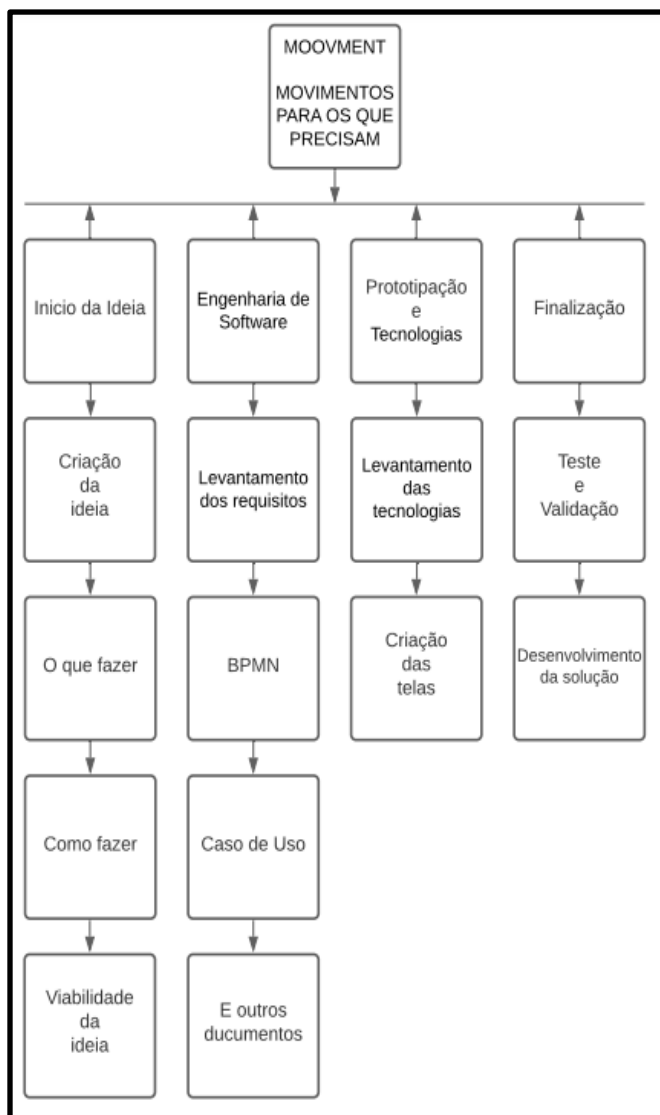 MOOVMENT
MOVIMENTOS
PARA OS QUE
PRECISAM
Inicio da Ideia
Engenharia de
Software
Prototipação
e
Tecnologias
Finalização
Criação
da
ideia
Levantamento
dos requisitos
Levantamento
das
tecnologias
Teste
e
Validação
O que fazer
BPMN
Criação
das
telas
Desenvolvimento
da solução
Como fazer
Caso de Uso
Viabilidade
da
ideia
E outros
ducumentos